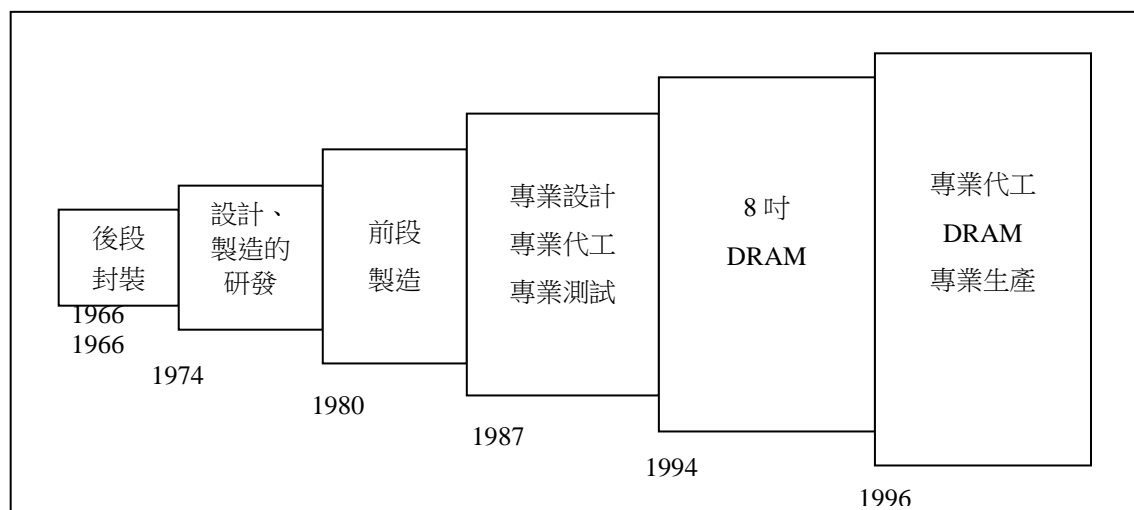 後段
封裝
1966
1966
設計、
製造的
研發
1974
前段
製造
1980
專業設計
專業代工
專業測試
1987
8 吋
DRAM
1994
專業代工
DRAM
專業生產
1996